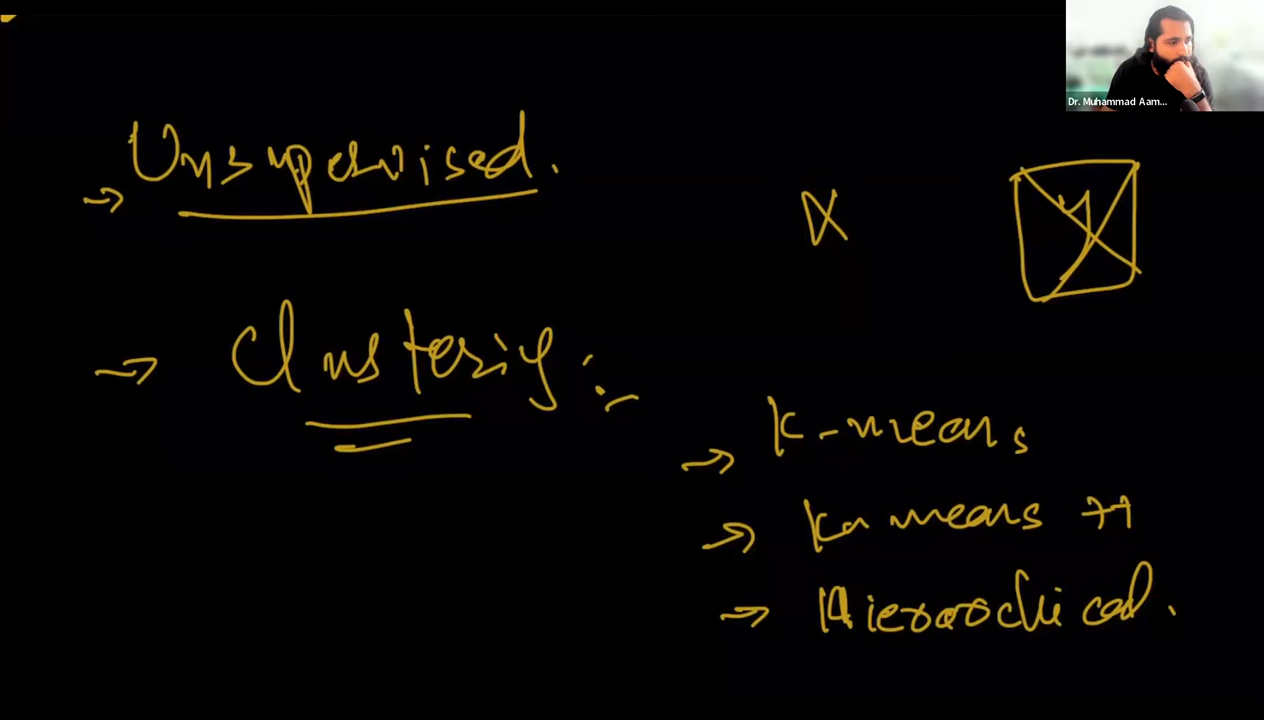 Dr. Muhammad Aam...
→ Unsupervised.
X y
→ Clustering :-
→ K-means
→ K-means ++
→ Hierarchical.